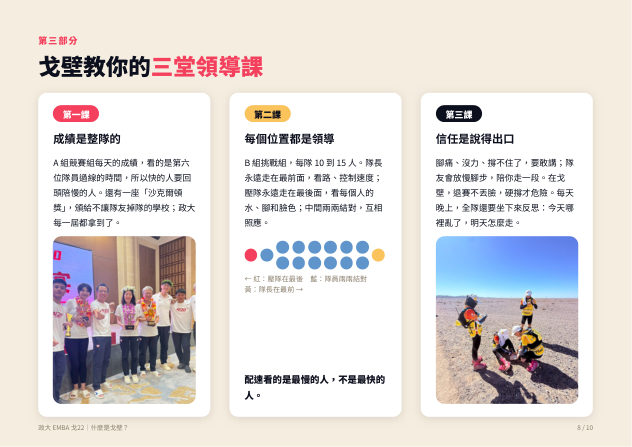 第三部分
戈壁教你的三堂領導課
第一課
成績是整隊的
A 組競賽組每天的成績，看的是第六
位隊員過線的時間，所以快的人要回
頭陪慢的人。還有一座「沙克爾頓
獎」，頒給不讓隊友掉隊的學校；政大
每一屆都拿到了。
第二課
每個位置都是領導
B 組挑戰組，每隊 10 到 15 人。隊長
永遠走在最前面，看路、控制速度；
壓隊永遠走在最後面，看每個人的
水、腳和臉色；中間兩兩結對，互相
照應。
← 紅：壓隊在最後　藍：隊員兩兩結對
黃：隊長在最前 →
配速看的是最慢的人，不是最快的
人。
第三課
信任是說得出口
腳痛、沒力、撐不住了，要敢講；隊
友會放慢腳步，陪你走一段。在戈
壁，退賽不丟臉，硬撐才危險。每天
晚上，全隊還要坐下來反思：今天哪
裡亂了，明天怎麼走。
政大 EMBA 戈22｜什麼是戈壁？
8 / 10